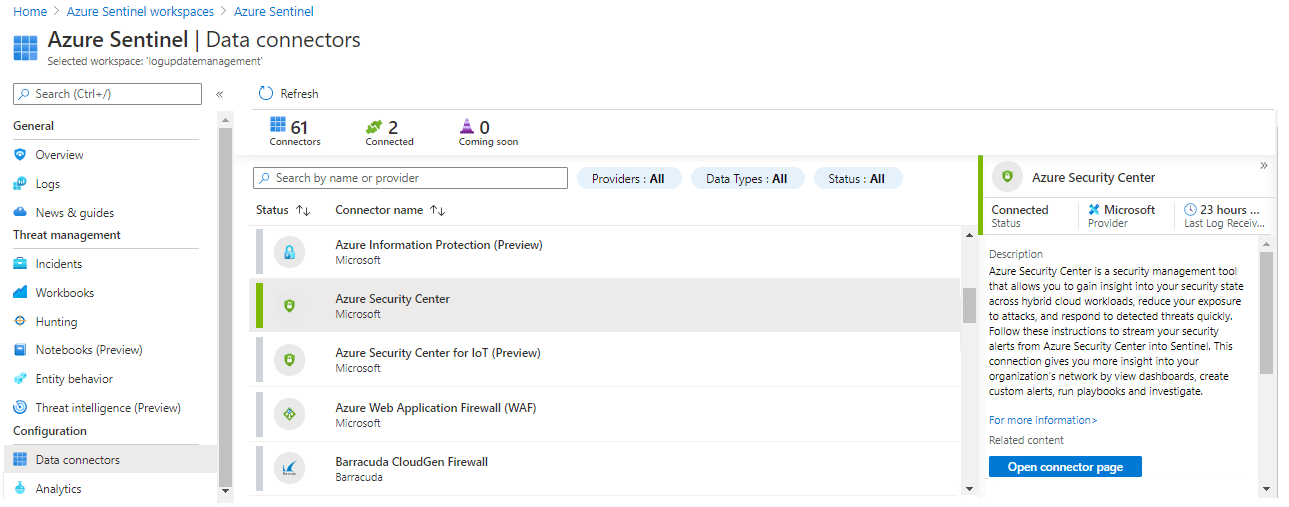 Home > Azure Sentinel workspaces > Azure Sentinel
Azure Sentinel | Data connectors
Selected workspace: 'logupdatemanagement'
Search (Ctrl+/)
«
General
Overview
Logs
News & guides
Threat management
Incidents
Workbooks
Hunting
Notebooks (Preview)
Entity behavior
Threat intelligence (Preview)
Configuration
Data connectors
Analytics
Refresh
61
Connectors
2
Connected
0
Coming soon
Search by name or provider
Providers : All
Data Types : All
Status : All
Status ↑↓
Connector name ↑↓
Azure Information Protection (Preview)
Microsoft
Azure Security Center
Microsoft
Azure Security Center for IoT (Preview)
Microsoft
Azure Web Application Firewall (WAF)
Microsoft
Barracuda CloudGen Firewall
Barracuda
»
Azure Security Center
Connected
Status
Microsoft
Provider
23 hours ...
Last Log Receiv...
Description
Azure Security Center is a security management tool
that allows you to gain insight into your security state
across hybrid cloud workloads, reduce your exposure
to attacks, and respond to detected threats quickly.
Follow these instructions to stream your security
alerts from Azure Security Center into Sentinel. This
connection gives you more insight into your
organization's network by view dashboards, create
custom alerts, run playbooks and investigate.
For more information>
Related content
Open connector page